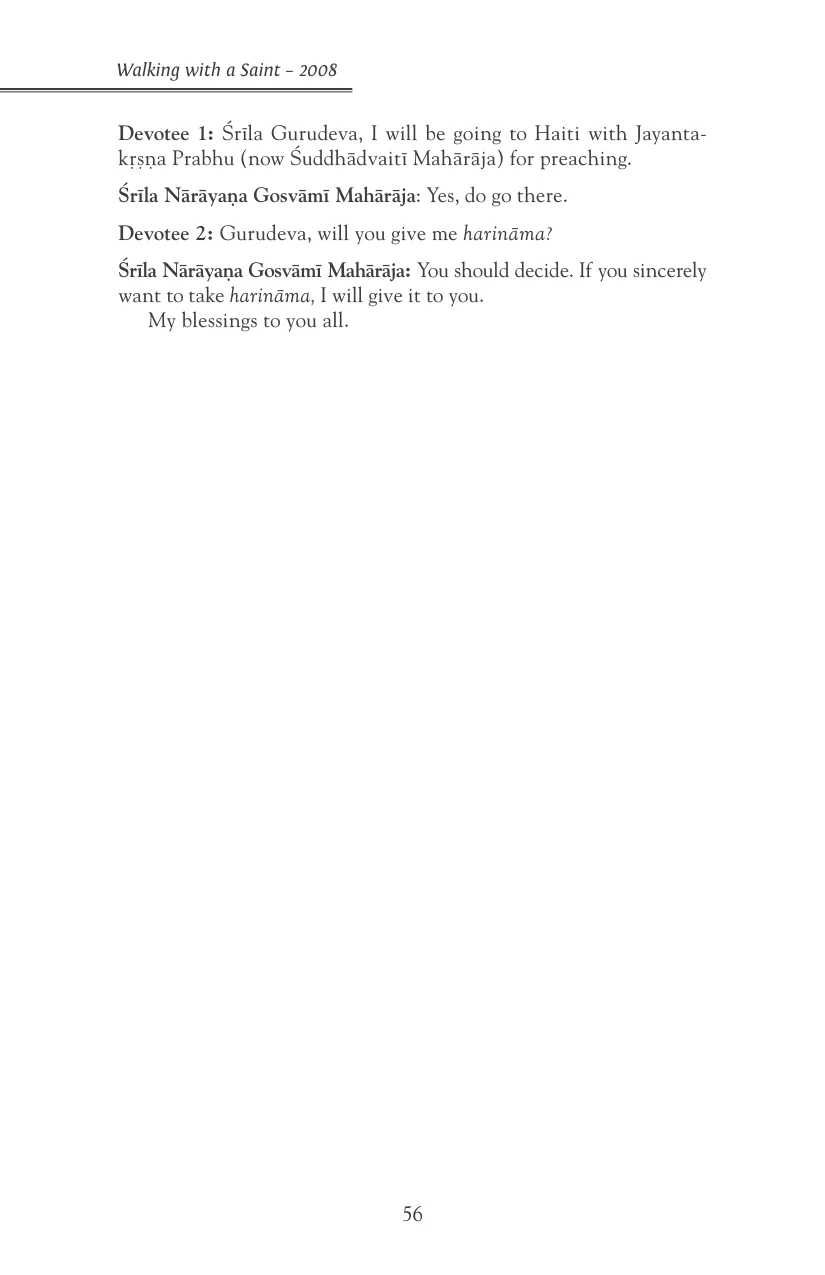 Walking with a Saint – 2008
Devotee 1: Śrīla Gurudeva, I will be going to Haiti with Jayanta-
kṛṣṇa Prabhu (now Śuddhādvaitī Mahārāja) for preaching.
Śrīla Nārāyaṇa Gosvāmī Mahārāja: Yes, do go there.
Devotee 2: Gurudeva, will you give me harināma?
Śrīla Nārāyaṇa Gosvāmī Mahārāja: You should decide. If you sincerely
want to take harināma, I will give it to you.
My blessings to you all.
56